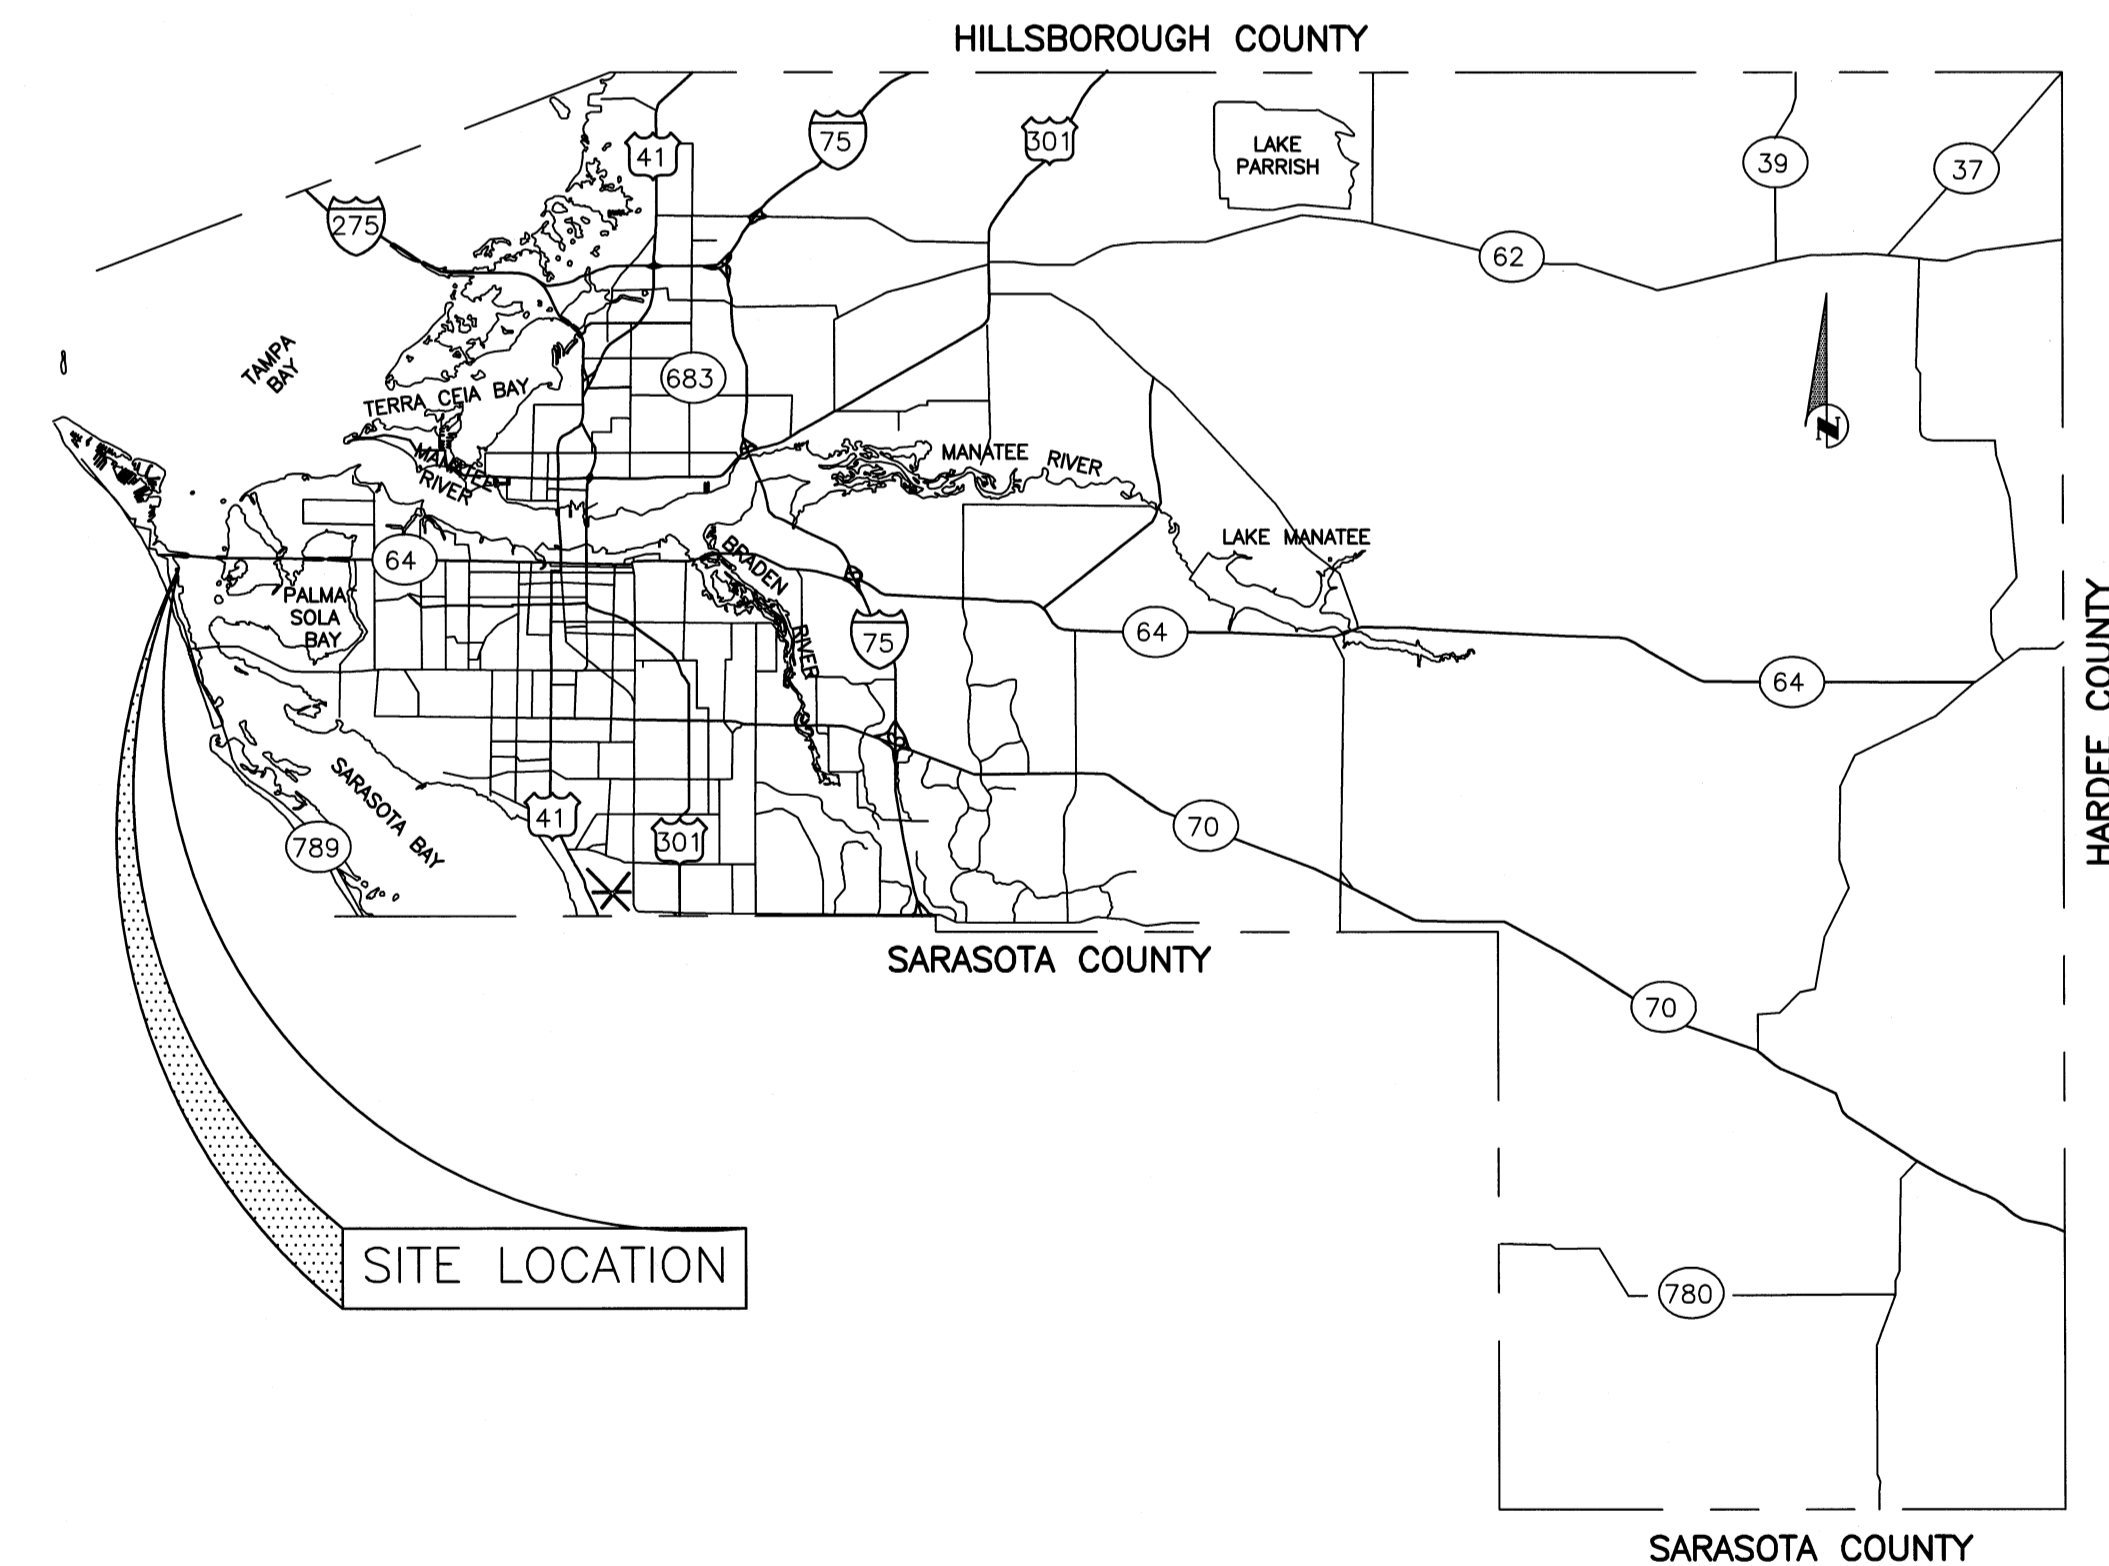 HILLSBOROUGH COUNTY
41
75
301
LAKE
PARRISH
39
37
275
62
TAMPA
BAY
683
TERRA CEIA BAY
N
MANATEE
RIVER
MANATEE RIVER
LAKE MANATEE
64
BRADEN
RIVER
PALMA
SOLA
BAY
75
64
64
HARDEE COUNTY
SARASOTA BAY
789
41
301
70
SARASOTA COUNTY
70
SITE LOCATION
780
SARASOTA COUNTY